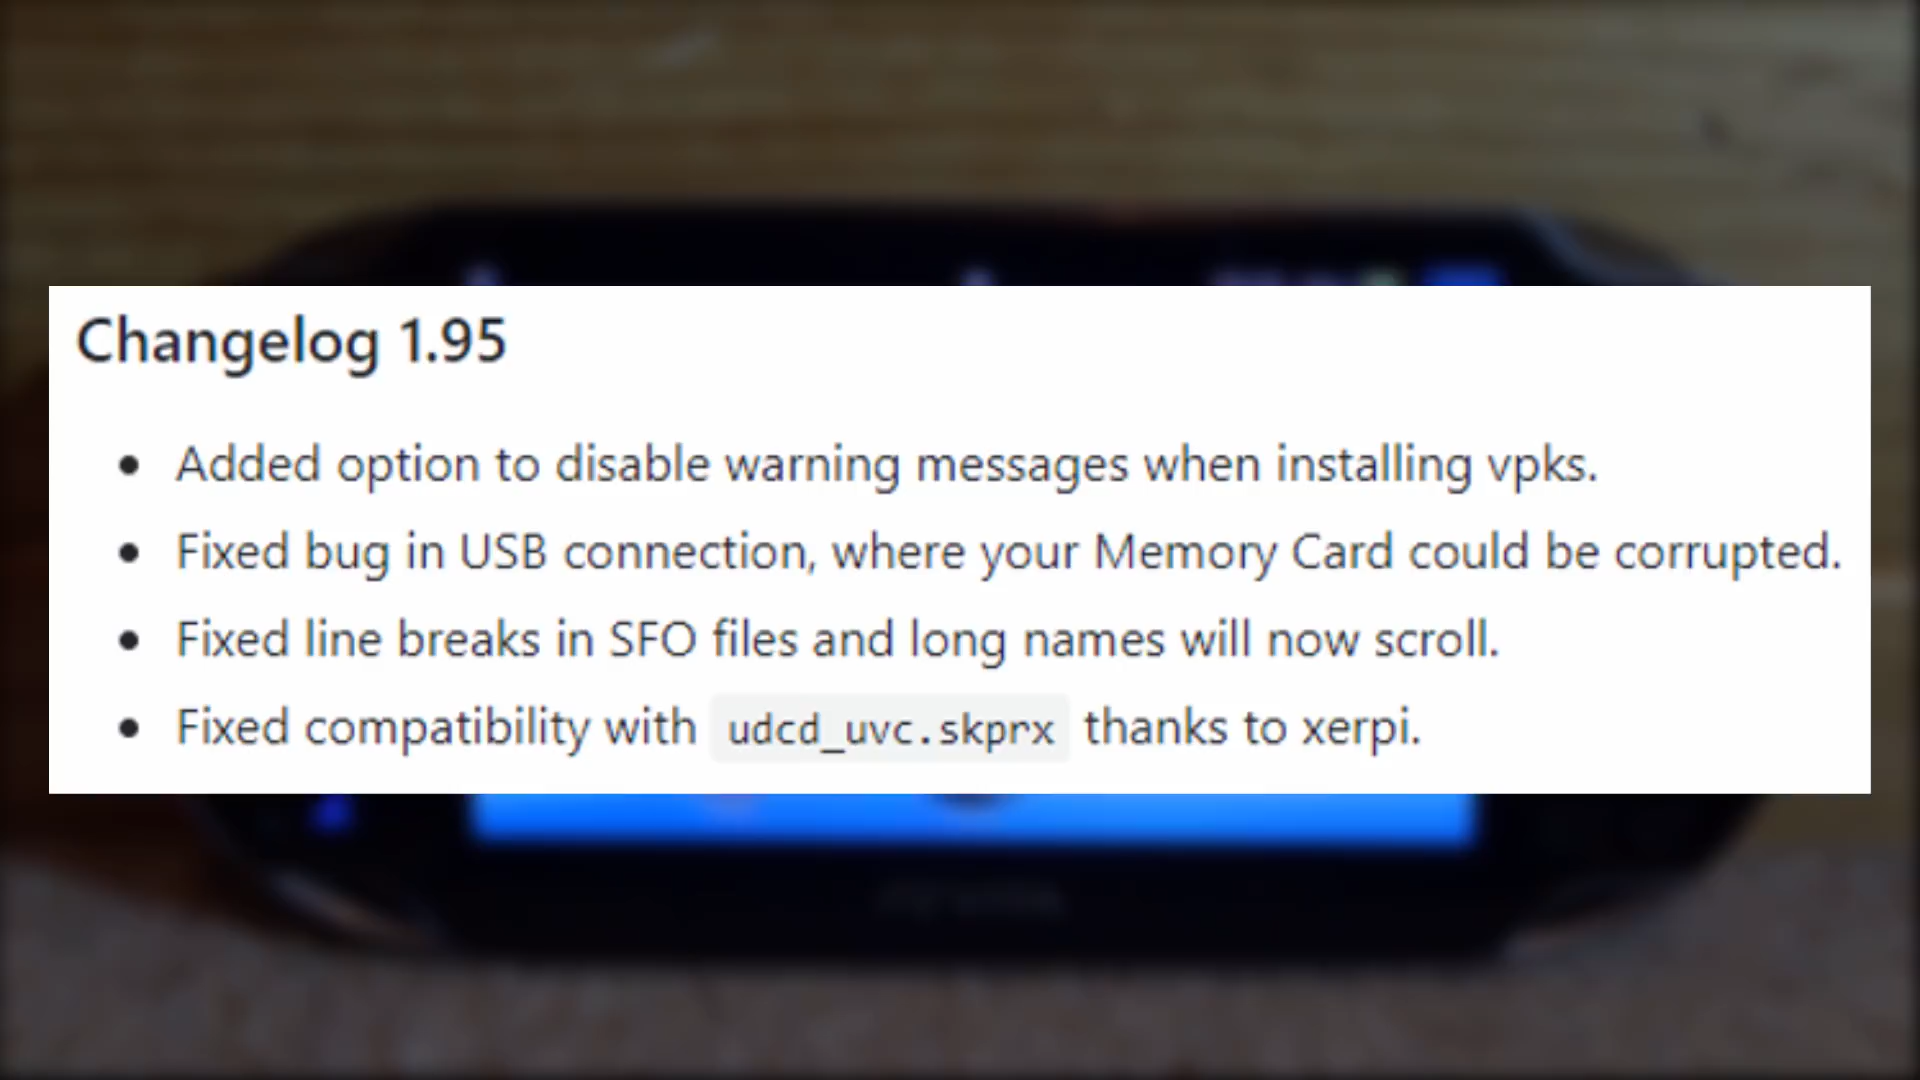 Changelog 1.95
Added option to disable warning messages when installing vpks.
Fixed bug in USB connection, where your Memory Card could be corrupted.
Fixed line breaks in SFO files and long names will now scroll.
Fixed compatibility with udcd_uvc.skprx thanks to xerpi.